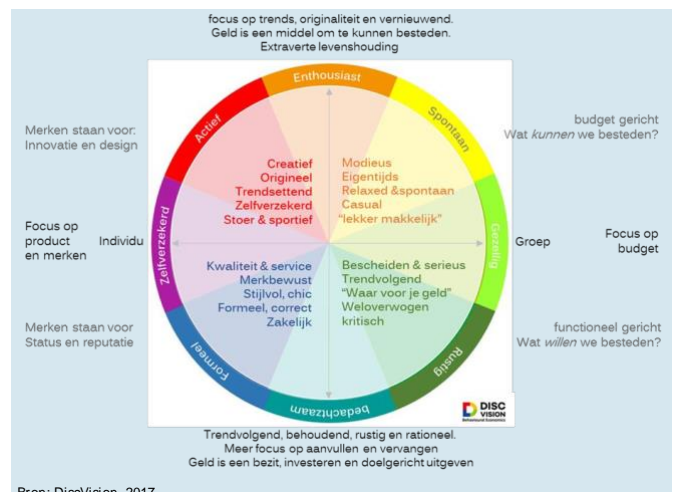 focus op trends, originaliteit en vernieuwend.
Geld is een middel om te kunnen besteden.
Extraverte levenshouding
Enthousiast
Actief
Spontaan
Merken staan voor:
Innovatie en design
budget gericht
Wat kunnen we besteden?
Creatief
Origineel
Trendsettend
Zelfverzekerd
Stoer & sportief
Modieus
Eigentijds
Relaxed &spontaan
Casual
"lekker makkelijk"
Zelfverzekerd
Gezellig
Focus op
product
en merken
Individu
Groep
Focus op
budget
Kwaliteit & service
Merkbewust
Stijlvol, chic
Formeel, correct
Zakelijk
Bescheiden & serieus
Trendvolgend
"Waar voor je geld"
Weloverwogen
kritisch
Merken staan voor
Status en reputatie
functioneel gericht
Wat willen we besteden?
Formeel
Rustig
bedachtzaam
DISC
VISION
Trendvolgend, behoudend, rustig en rationeel.
Meer focus op aanvullen en vervangen
Geld is een bezit, investeren en doelgericht uitgeven